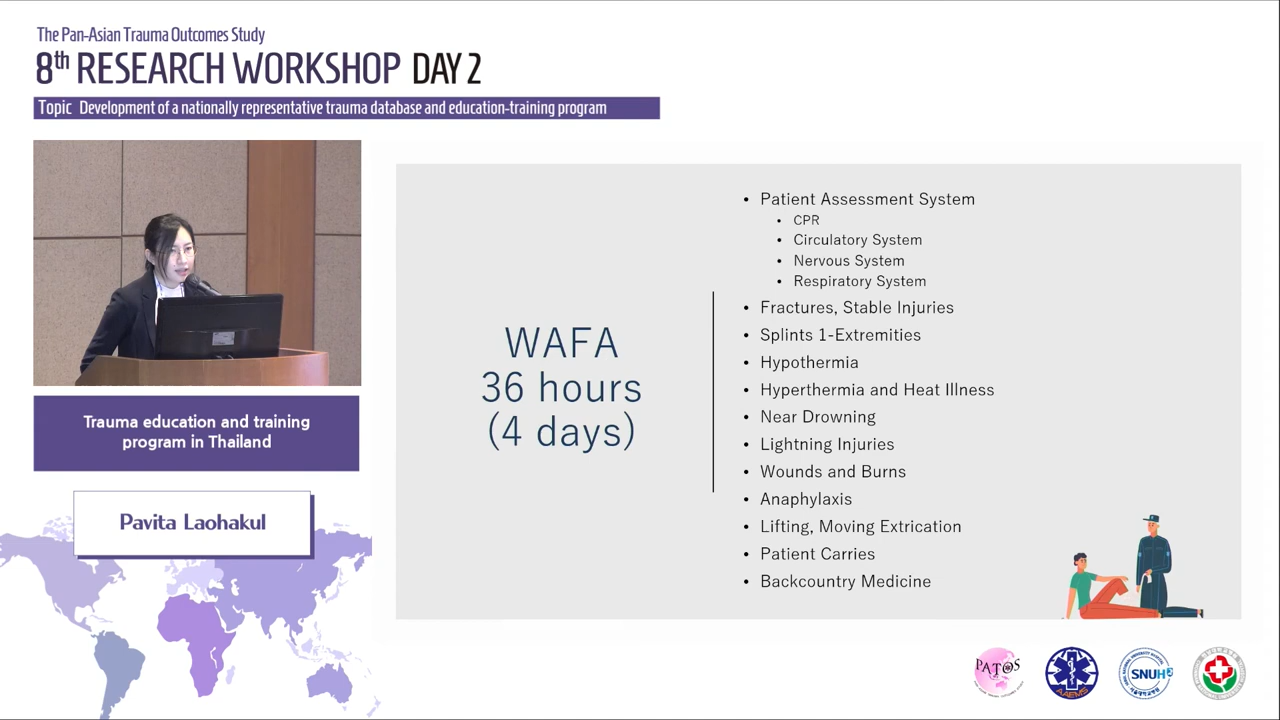 The Pan-Asian Trauma Outcomes Study
8th RESEARCH WORKSHOP DAY 2
Topic Development of a nationally representative trauma database and education-training program
Trauma education and training
program in Thailand
Pavita Laohakul
WAFA
36 hours
(4 days)
• Patient Assessment System
• CPR
• Circulatory System
• Nervous System
• Respiratory System
• Fractures, Stable Injuries
• Splints 1-Extremities
• Hypothermia
• Hyperthermia and Heat Illness
• Near Drowning
• Lightning Injuries
• Wounds and Burns
• Anaphylaxis
• Lifting, Moving Extrication
• Patient Carries
• Backcountry Medicine
PATOS
AAEMS
SNUH